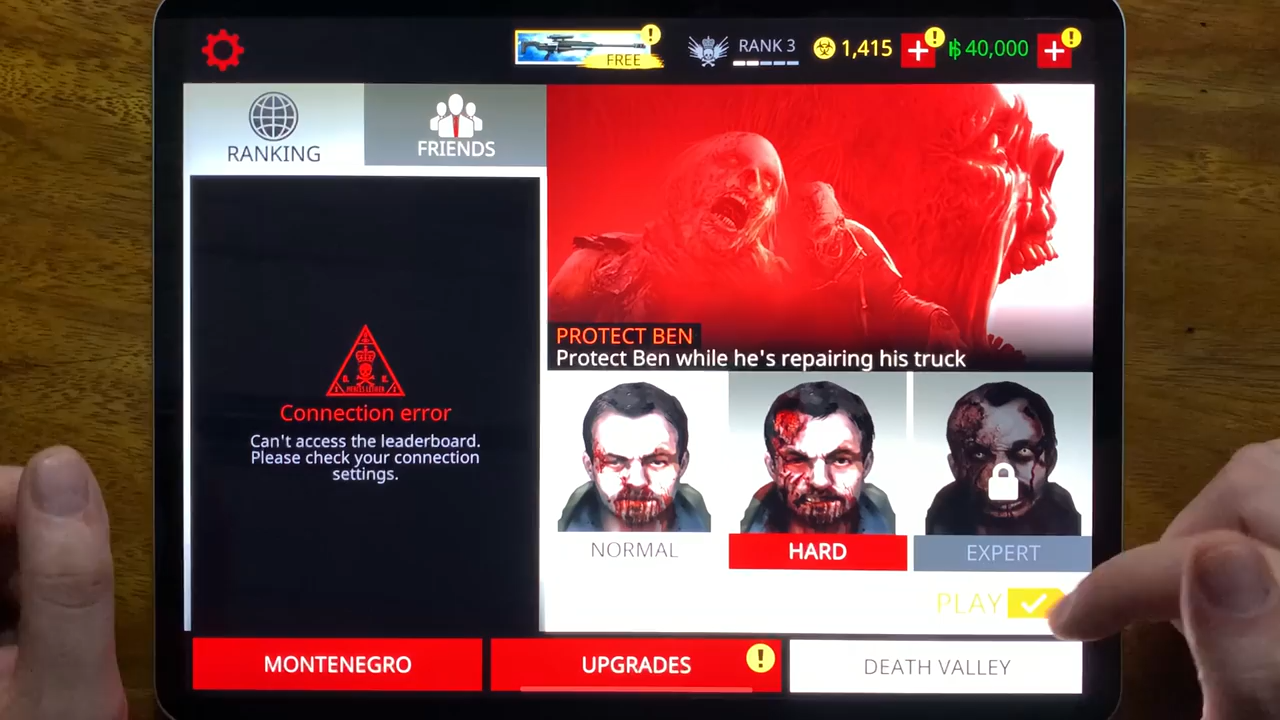 FREE
RANK 3
1,415
40,000
RANKING
FRIENDS
PROTECT BEN
Protect Ben while he's repairing his truck
Connection error
Can't access the leaderboard.
Please check your connection
settings.
NORMAL
HARD
EXPERT
PLAY
MONTENEGRO
UPGRADES
DEATH VALLEY